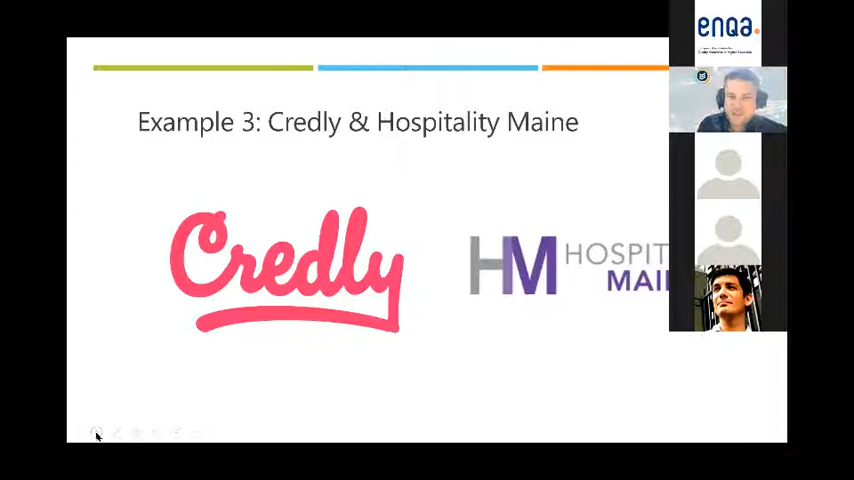 enqa.
Example 3: Credly & Hospitality Maine
Credly
HM HOSPIT
MAI